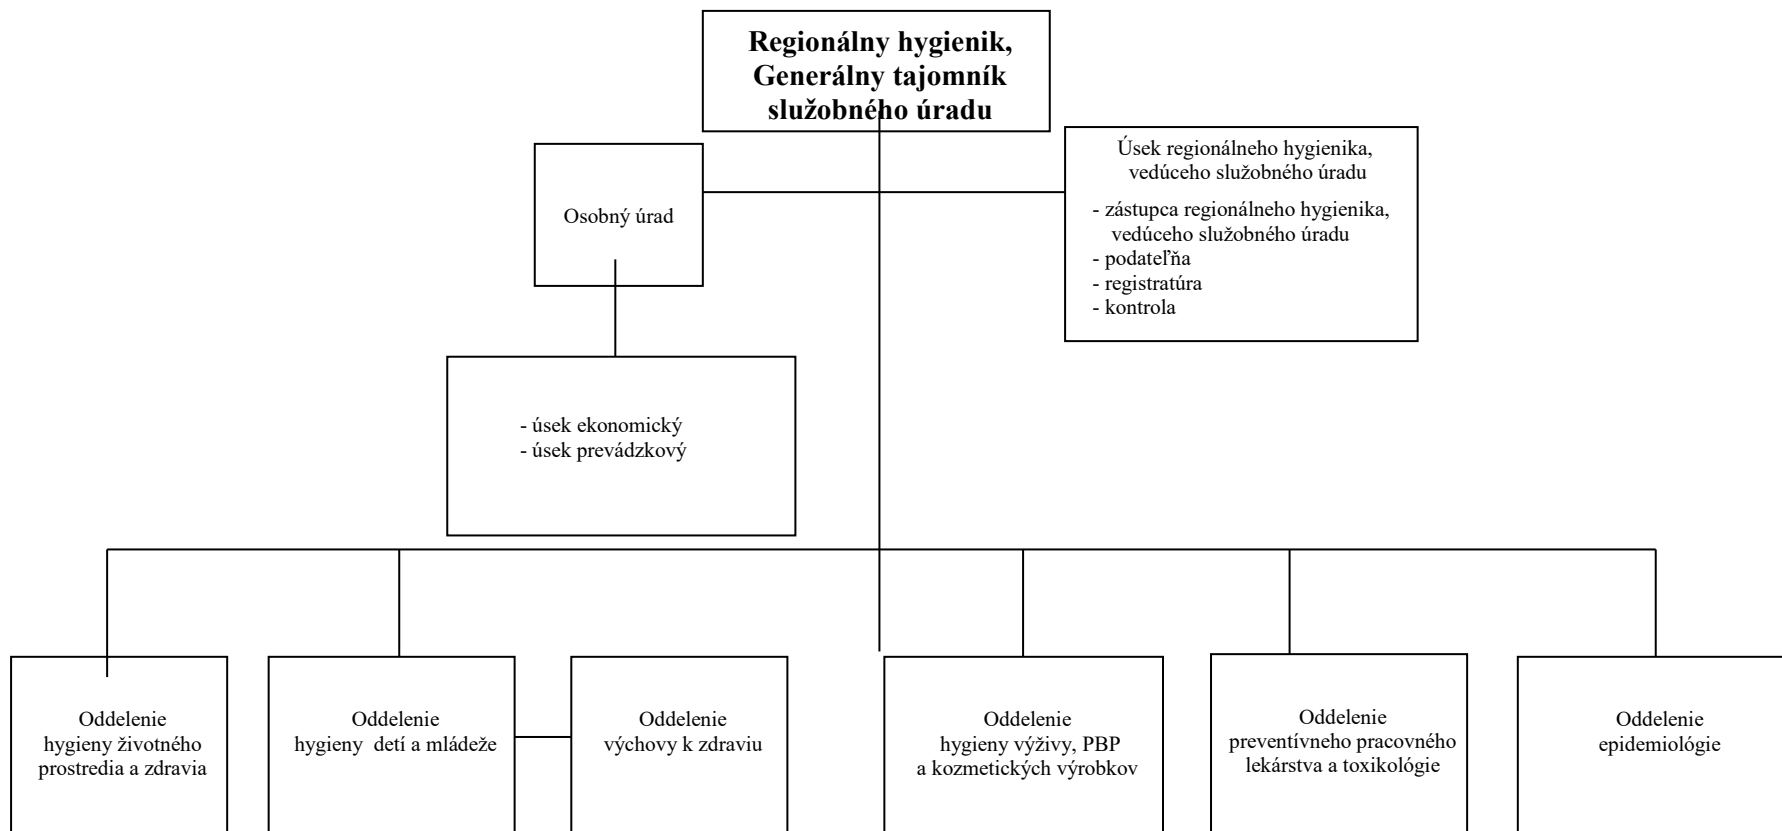 Regionálny hygienik,
Generálny tajomník
služobného úradu
Osobný úrad
Úsek regionálneho hygienika,
vedúceho služobného úradu
- zástupca regionálneho hygienika,
vedúceho služobného úradu
- podateľňa
- registratúra
- kontrola
- úsek ekonomický
- úsek prevádzkový
Oddelenie
hygieny životného
prostredia a zdravia
Oddelenie
hygieny detí a mládeže
Oddelenie
výchovy k zdraviu
Oddelenie
hygieny výživy, PBP
a kozmetických výrobkov
Oddelenie
preventívneho pracovného
lekárstva a toxikológie
Oddelenie
epidemiológie